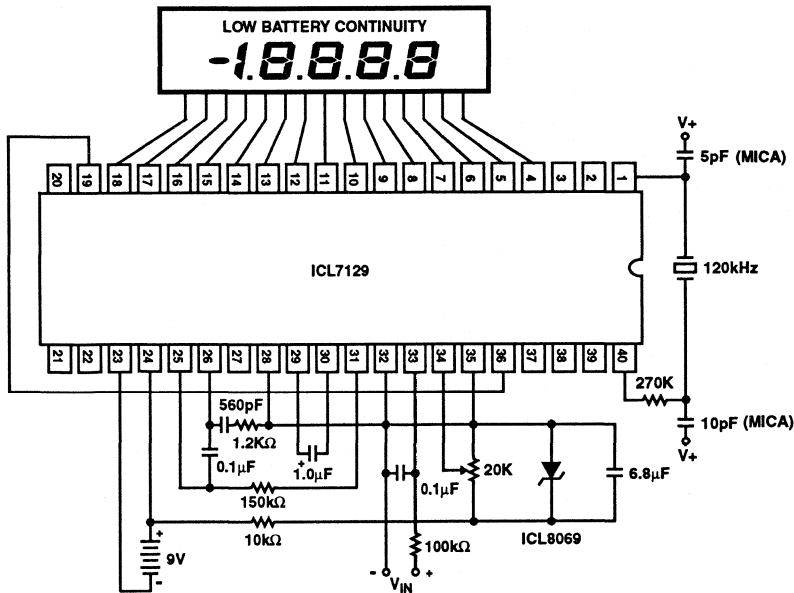 LOW BATTERY CONTINUITY
-1.8.8.8.8
V+
5pF (MICA)
20 19 18 17 16 15 14 13 12 11 10 9 8 7 6 5 4 3 2 1
ICL7129
120kHz
21 22 23 24 25 26 27 28 29 30 31 32 33 34 35 36 37 38 39 40
270K
560pF
10pF (MICA)
1.2KΩ
V+
0.1µF
+
1.0µF
20K
6.8µF
0.1µF
150kΩ
10kΩ
+
9V
-
100kΩ
ICL8069
- VIN +